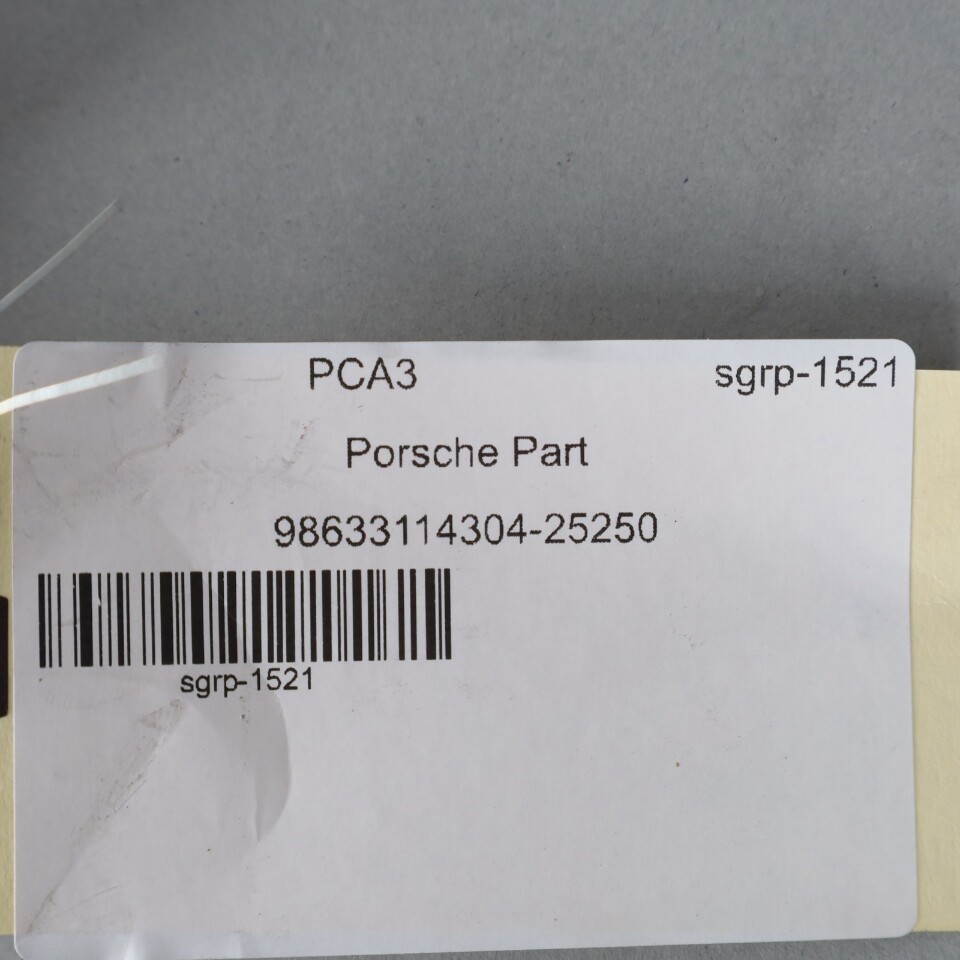 PCA3 sgrp-1521
Porsche Part
98633114304-25250
sgrp-1521